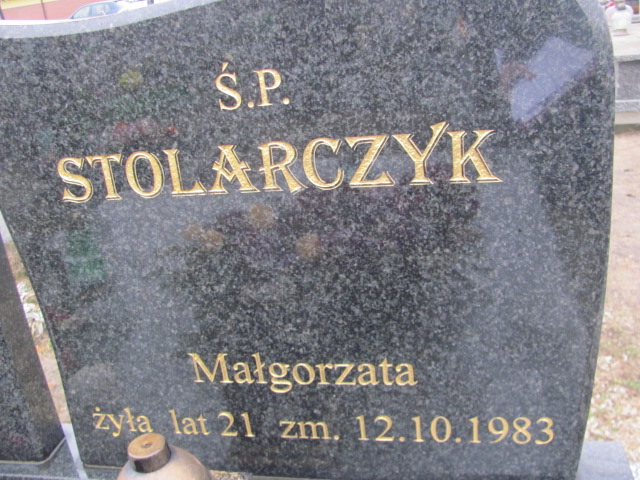 Ś.P.
STOLARCZYK
Małgorzata
żyła lat 21 zm. 12.10.1983